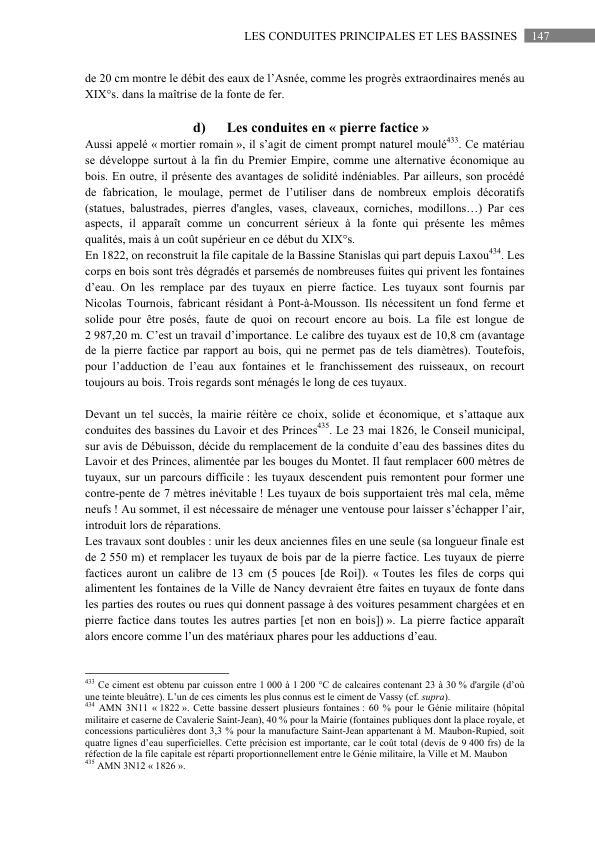 LES CONDUITES PRINCIPALES ET LES BASSINES 147
de 20 cm montre le débit des eaux de l'Asnée, comme les progrès extraordinaires menés au
XIX°s. dans la maîtrise de la fonte de fer.
d) Les conduites en « pierre factice »
Aussi appelé « mortier romain », il s'agit de ciment prompt naturel moulé433. Ce matériau
se développe surtout à la fin du Premier Empire, comme une alternative économique au
bois. En outre, il présente des avantages de solidité indéniables. Par ailleurs, son procédé
de fabrication, le moulage, permet de l'utiliser dans de nombreux emplois décoratifs
(statues, balustrades, pierres d'angles, vases, claveaux, corniches, modillons…) Par ces
aspects, il apparaît comme un concurrent sérieux à la fonte qui présente les mêmes
qualités, mais à un coût supérieur en ce début du XIX°s.
En 1822, on reconstruit la file capitale de la Bassine Stanislas qui part depuis Laxou434. Les
corps en bois sont très dégradés et parsemés de nombreuses fuites qui privent les fontaines
d'eau. On les remplace par des tuyaux en pierre factice. Les tuyaux sont fournis par
Nicolas Tournois, fabricant résidant à Pont-à-Mousson. Ils nécessitent un fond ferme et
solide pour être posés, faute de quoi on recourt encore au bois. La file est longue de
2 987,20 m. C'est un travail d'importance. Le calibre des tuyaux est de 10,8 cm (avantage
de la pierre factice par rapport au bois, qui ne permet pas de tels diamètres). Toutefois,
pour l'adduction de l'eau aux fontaines et le franchissement des ruisseaux, on recourt
toujours au bois. Trois regards sont ménagés le long de ces tuyaux.
Devant un tel succès, la mairie réitère ce choix, solide et économique, et s'attaque aux
conduites des bassines du Lavoir et des Princes435. Le 23 mai 1826, le Conseil municipal,
sur avis de Débuisson, décide du remplacement de la conduite d'eau des bassines dites du
Lavoir et des Princes, alimentée par les bouges du Montet. Il faut remplacer 600 mètres de
tuyaux, sur un parcours difficile : les tuyaux descendent puis remontent pour former une
contre-pente de 7 mètres inévitable ! Les tuyaux de bois supportaient très mal cela, même
neufs ! Au sommet, il est nécessaire de ménager une ventouse pour laisser s'échapper l'air,
introduit lors de réparations.
Les travaux sont doubles : unir les deux anciennes files en une seule (sa longueur finale est
de 2 550 m) et remplacer les tuyaux de bois par de la pierre factice. Les tuyaux de pierre
factices auront un calibre de 13 cm (5 pouces [de Roi]). « Toutes les files de corps qui
alimentent les fontaines de la Ville de Nancy devraient être faites en tuyaux de fonte dans
les parties des routes ou rues qui donnent passage à des voitures pesamment chargées et en
pierre factice dans toutes les autres parties [et non en bois]) ». La pierre factice apparaît
alors encore comme l'un des matériaux phares pour les adductions d'eau.
433 Ce ciment est obtenu par cuisson entre 1 000 à 1 200 °C de calcaires contenant 23 à 30 % d'argile (d'où
une teinte bleuâtre). L'un de ces ciments les plus connus est le ciment de Vassy (cf. supra).
434 AMN 3N11 « 1822 ». Cette bassine dessert plusieurs fontaines : 60 % pour le Génie militaire (hôpital
militaire et caserne de Cavalerie Saint-Jean), 40 % pour la Mairie (fontaines publiques dont la place royale, et
concessions particulières dont 3,3 % pour la manufacture Saint-Jean appartenant à M. Maubon-Rupied, soit
quatre lignes d'eau superficielles. Cette précision est importante, car le coût total (devis de 9 400 frs) de la
réfection de la file capital est réparti proportionnellement entre le Génie militaire, la Ville et M. Maubon
435 AMN 3N12 « 1826 ».